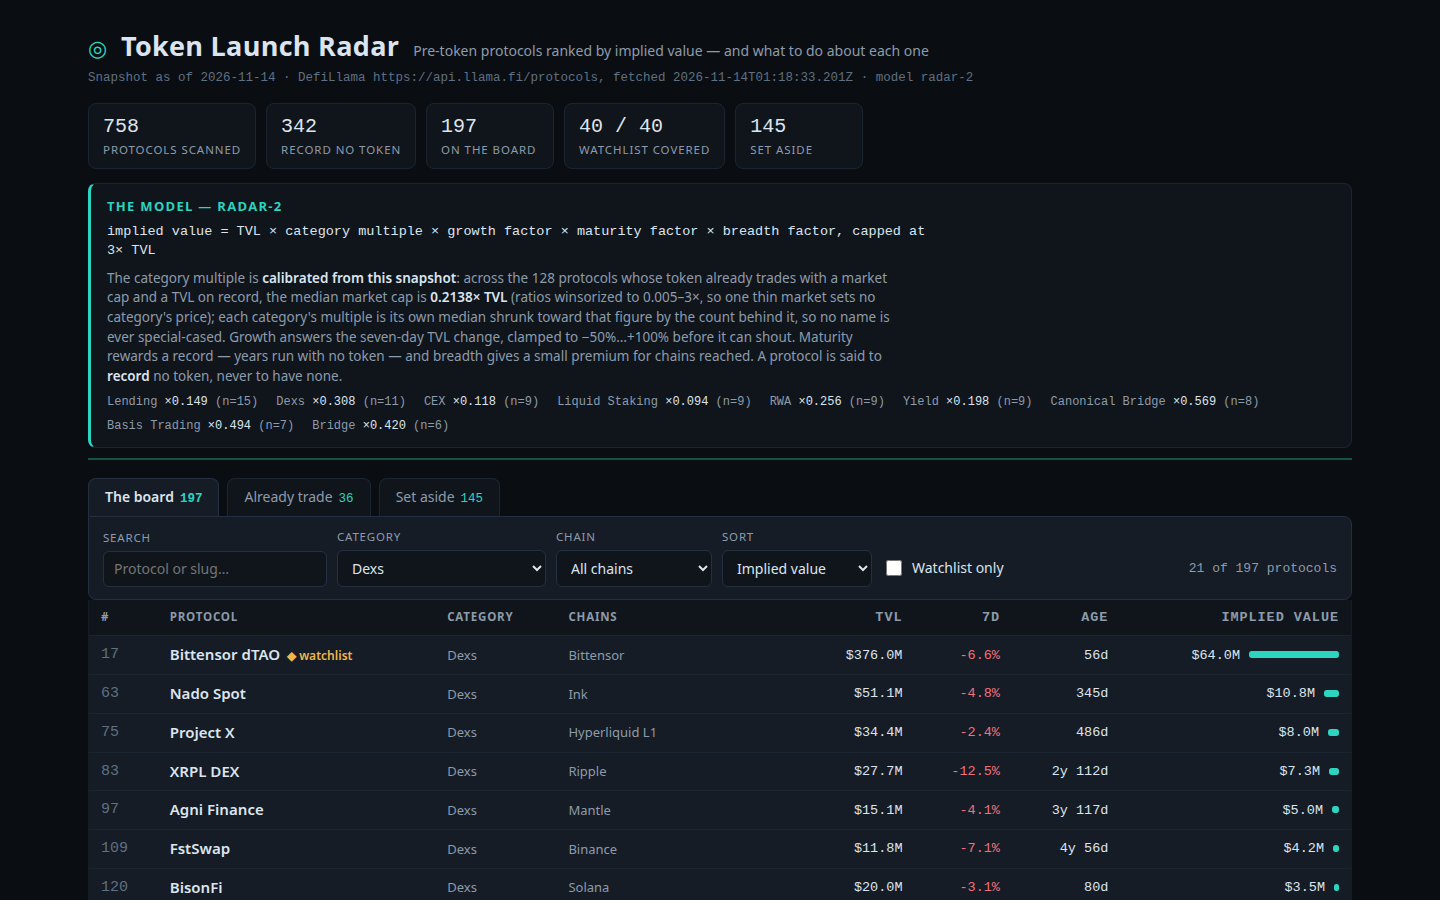 ◎ Token Launch Radar Pre-token protocols ranked by implied value — and what to do about each one
Snapshot as of 2026-11-14 · DefiLlama https://api.llama.fi/protocols, fetched 2026-11-14T01:18:33.201Z · model radar-2
758 342 197 40 / 40 145
PROTOCOLS SCANNED RECORD NO TOKEN ON THE BOARD WATCHLIST COVERED SET ASIDE
THE MODEL — RADAR-2
implied value = TVL × category multiple × growth factor × maturity factor × breadth factor, capped at
3× TVL
The category multiple is calibrated from this snapshot: across the 128 protocols whose token already trades with a market
cap and a TVL on record, the median market cap is 0.2138× TVL (ratios winsorized to 0.005–3×, so one thin market sets no
category's price); each category's multiple is its own median shrunk toward that figure by the count behind it, so no name is
ever special-cased. Growth answers the seven-day TVL change, clamped to −50%…+100% before it can shout. Maturity
rewards a record — years run with no token — and breadth gives a small premium for chains reached. A protocol is said to
record no token, never to have none.
Lending ×0.149 (n=15) Dexs ×0.308 (n=11) CEX ×0.118 (n=9) Liquid Staking ×0.094 (n=9) RWA ×0.256 (n=9) Yield ×0.198 (n=9) Canonical Bridge ×0.569 (n=8)
Basis Trading ×0.494 (n=7) Bridge ×0.420 (n=6)
The board 197 Already trade 36 Set aside 145
SEARCH CATEGORY CHAIN SORT
Protocol or slug... Dexs All chains Implied value Watchlist only 21 of 197 protocols
# PROTOCOL CATEGORY CHAINS TVL 7D AGE IMPLIED VALUE
17 Bittensor dTAO ◆ watchlist Dexs Bittensor $376.0M -6.6% 56d $64.0M
63 Nado Spot Dexs Ink $51.1M -4.8% 345d $10.8M
75 Project X Dexs Hyperliquid L1 $34.4M -2.4% 486d $8.0M
83 XRPL DEX Dexs Ripple $27.7M -12.5% 2y 112d $7.3M
97 Agni Finance Dexs Mantle $15.1M -4.1% 3y 117d $5.0M
109 FstSwap Dexs Binance $11.8M -7.1% 4y 56d $4.2M
120 BisonFi Dexs Solana $20.0M -3.1% 80d $3.5M